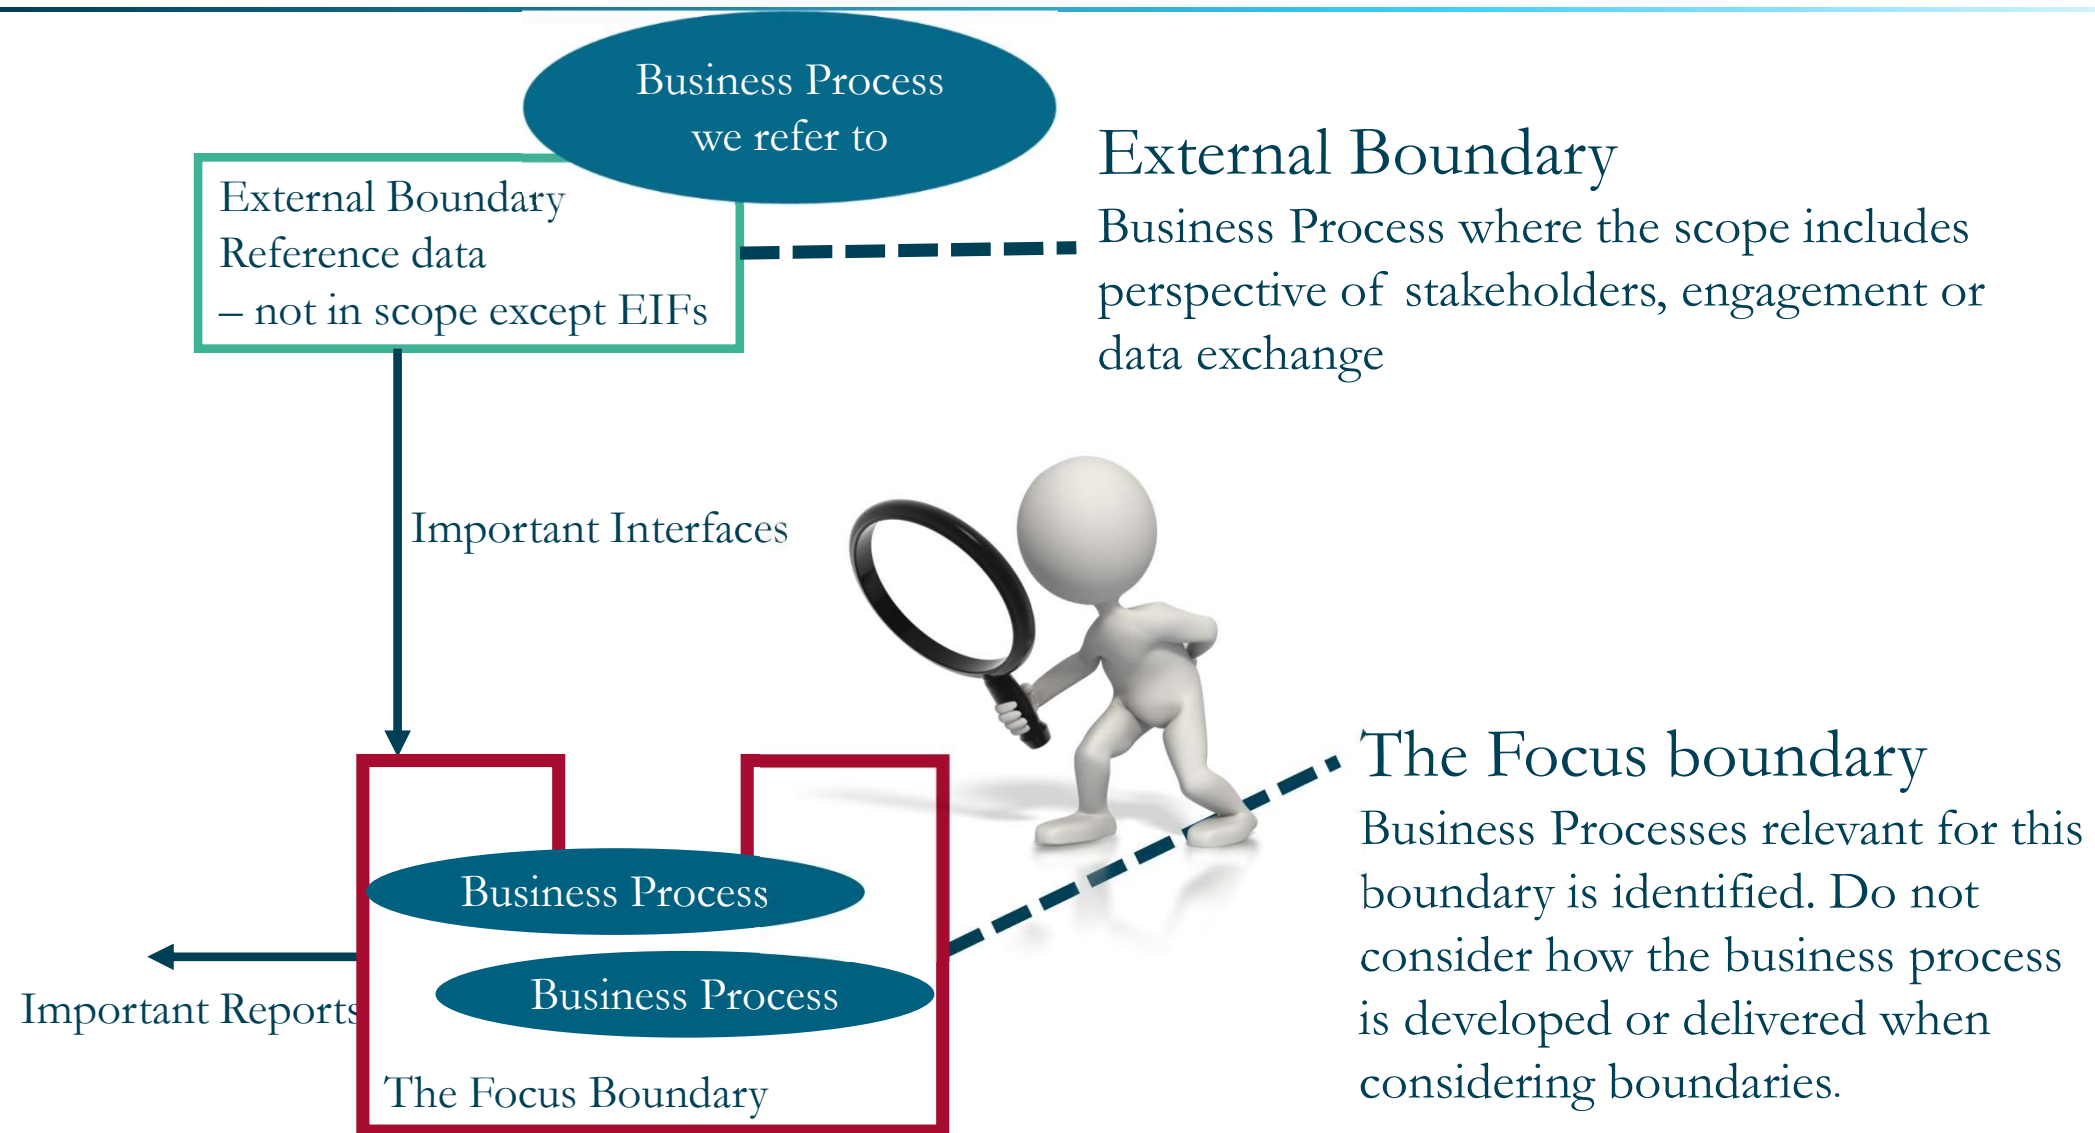 Business Process
we refer to
External Boundary
Reference data
– not in scope except EIFs
External Boundary
Business Process where the scope includes
perspective of stakeholders, engagement or
data exchange
Important Interfaces
The Focus boundary
Business Processes relevant for this
boundary is identified. Do not
consider how the business process
is developed or delivered when
considering boundaries.
Business Process
Business Process
Important Reports
The Focus Boundary